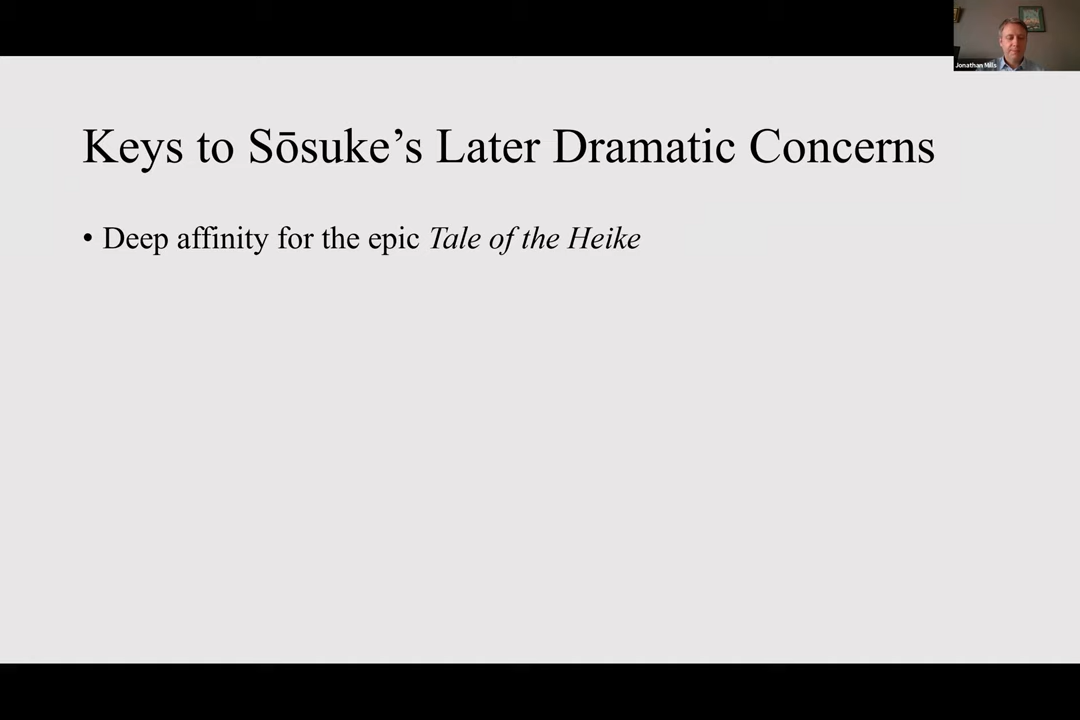 Jonathan Mills
Keys to Sōsuke’s Later Dramatic Concerns
• Deep affinity for the epic Tale of the Heike